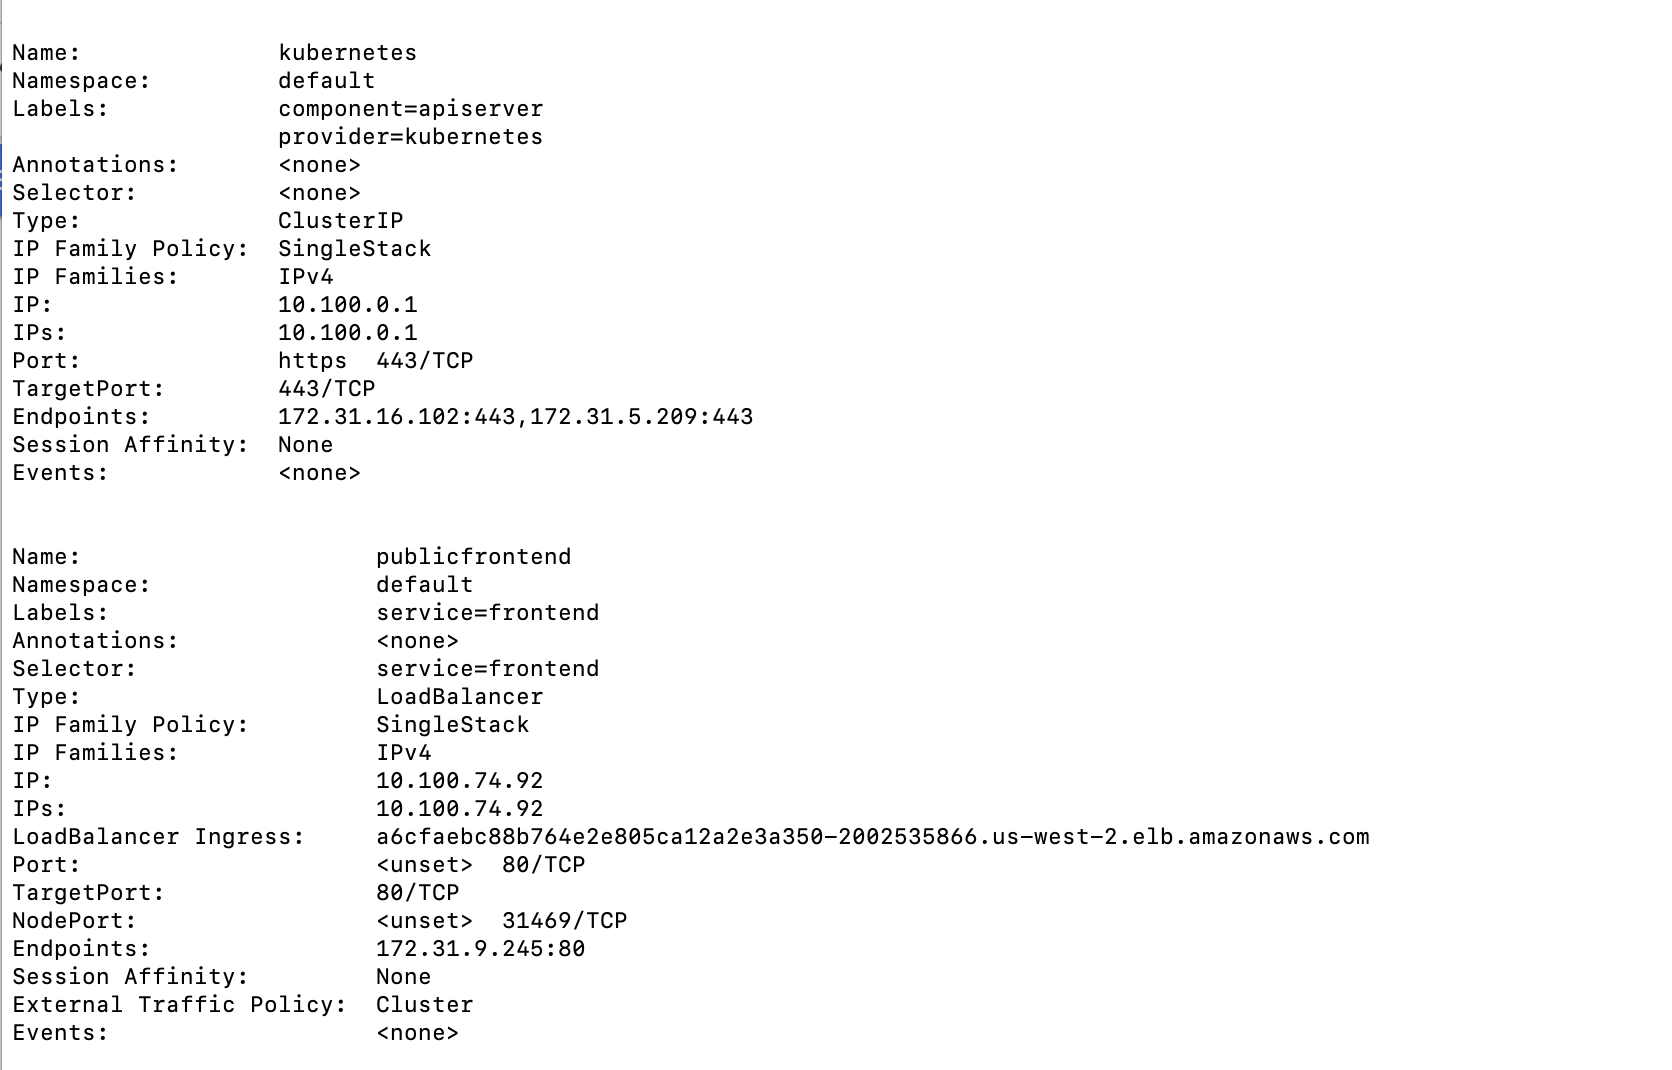 Name:              kubernetes
Namespace:         default
Labels:            component=apiserver
                   provider=kubernetes
Annotations:       <none>
Selector:          <none>
Type:              ClusterIP
IP Family Policy:  SingleStack
IP Families:       IPv4
IP:                10.100.0.1
IPs:               10.100.0.1
Port:              https  443/TCP
TargetPort:        443/TCP
Endpoints:         172.31.16.102:443,172.31.5.209:443
Session Affinity:  None
Events:            <none>
Name:                     publicfrontend
Namespace:                default
Labels:                   service=frontend
Annotations:              <none>
Selector:                 service=frontend
Type:                     LoadBalancer
IP Family Policy:         SingleStack
IP Families:              IPv4
IP:                       10.100.74.92
IPs:                      10.100.74.92
LoadBalancer Ingress:     a6cfaebc88b764e2e805ca12a2e3a350-2002535866.us-west-2.elb.amazonaws.com
Port:                     <unset>  80/TCP
TargetPort:               80/TCP
NodePort:                 <unset>  31469/TCP
Endpoints:                172.31.9.245:80
Session Affinity:         None
External Traffic Policy:  Cluster
Events:                   <none>